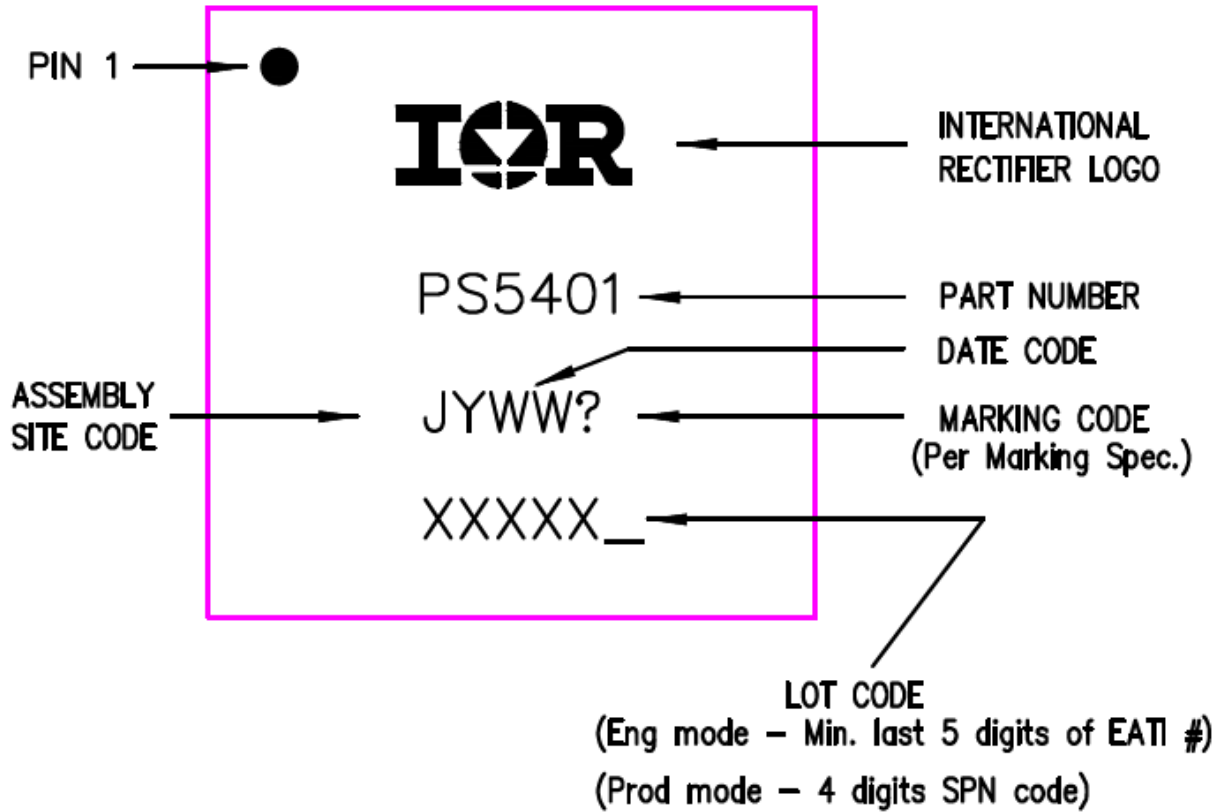 PIN 1
IOR
INTERNATIONAL
RECTIFIER LOGO
PS5401
PART NUMBER
DATE CODE
ASSEMBLY
SITE CODE
JYWW?
MARKING CODE
(Per Marking Spec.)
XXXXX_
LOT CODE
(Eng mode – Min. last 5 digits of EATI #)
(Prod mode – 4 digits SPN code)